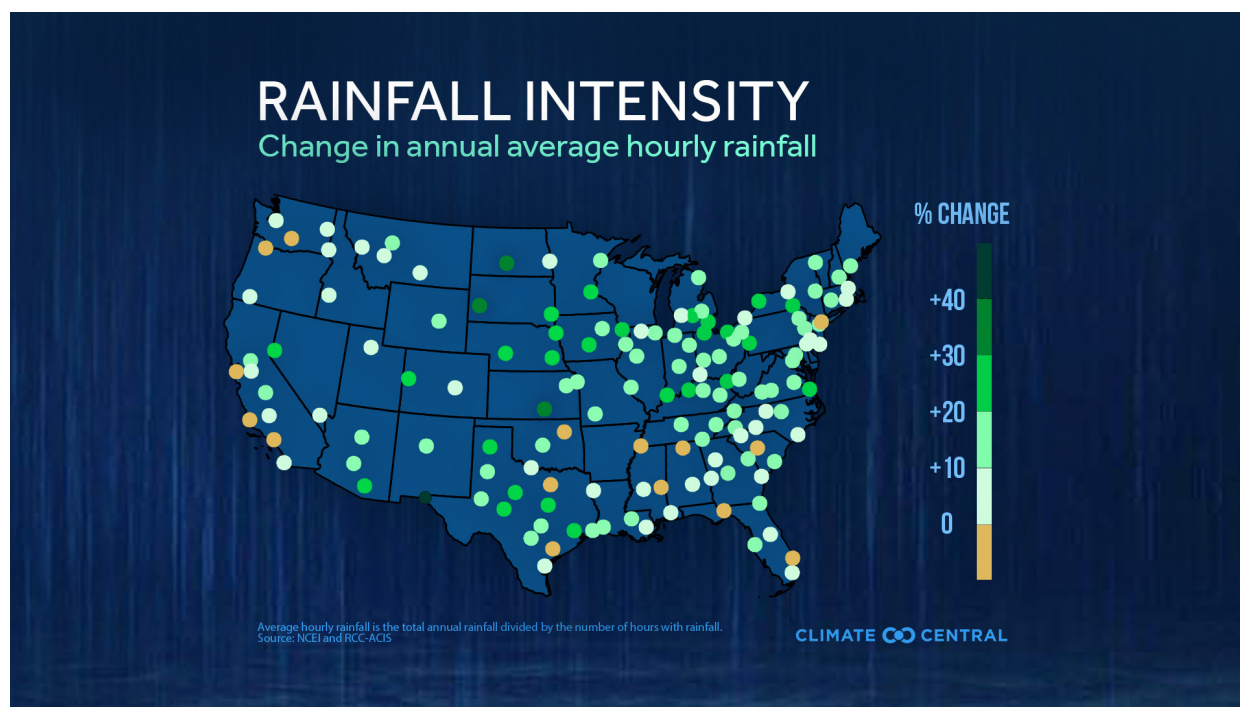 RAINFALL INTENSITY
Change in annual average hourly rainfall
% CHANGE
+40
+30
+20
+10
0
Average hourly rainfall is the total annual rainfall divided by the number of hours with rainfall.
Source: NCEI and RCC-ACIS
CLIMATE CENTRAL